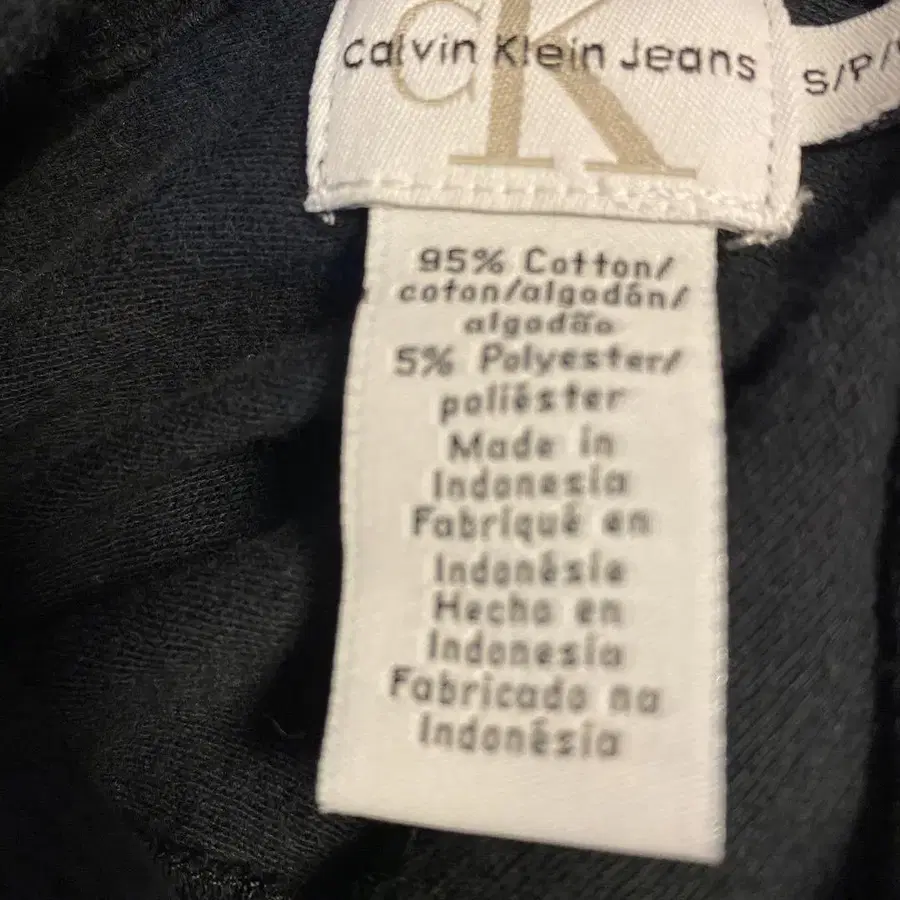 CK
Calvin Klein Jeans
S/P/
95% Cotton/
coton/algodón/
algodão
5% Polyester/
poliéster
Made in
Indonesia
Fabriqué en
Indonésie
Hecho en
Indonesia
Fabricado na
Indonésia